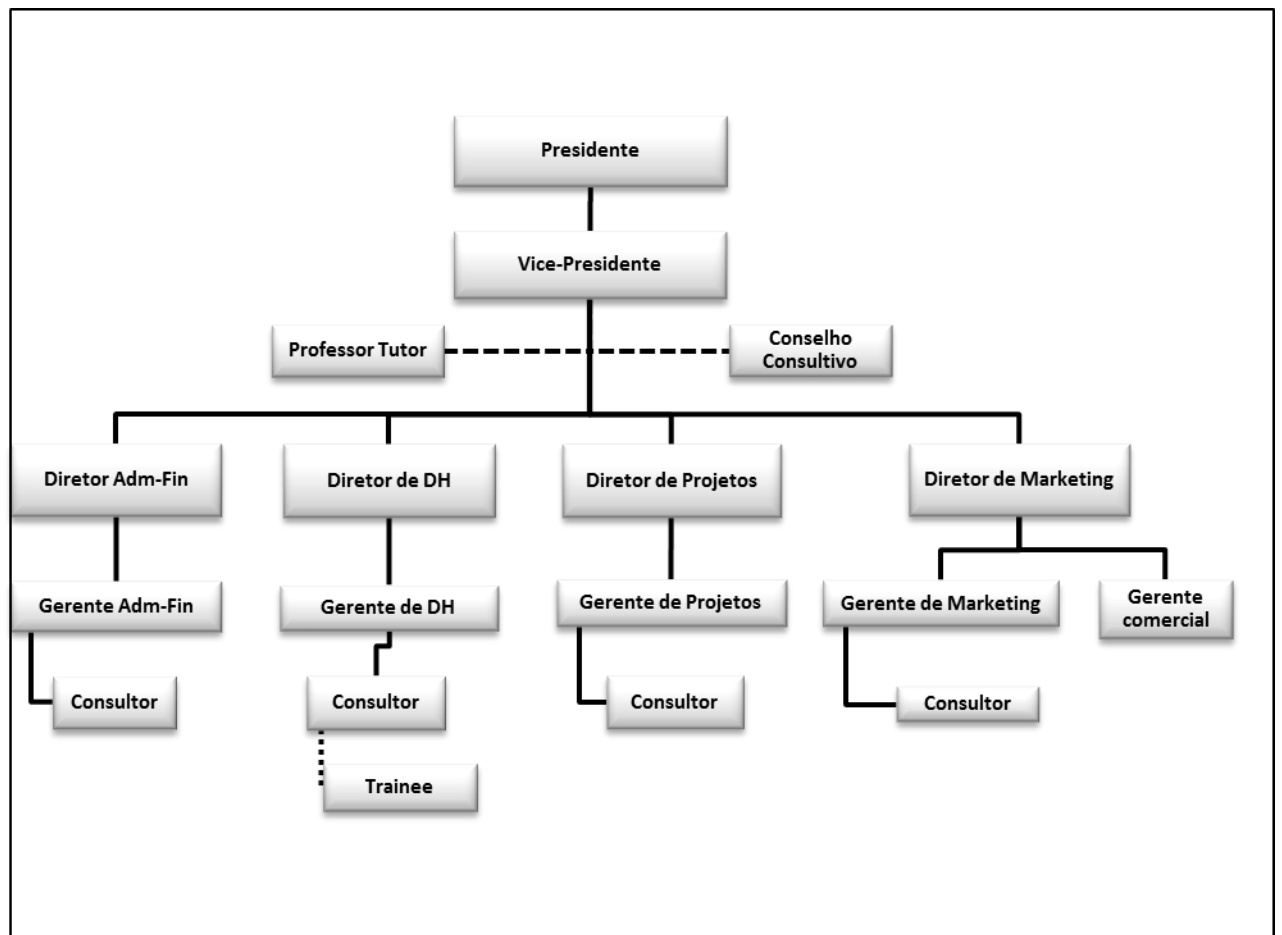 Presidente
Vice-Presidente
Professor Tutor
Conselho
Consultivo
Diretor Adm-Fin
Diretor de DH
Diretor de Projetos
Diretor de Marketing
Gerente Adm-Fin
Gerente de DH
Gerente de Projetos
Gerente de Marketing
Gerente
comercial
Consultor
Consultor
Consultor
Consultor
Trainee